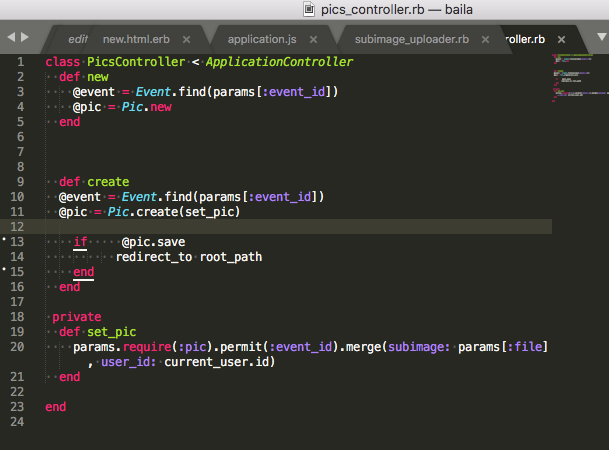 pics_controller.rb — baila
edit new.html.erb × application.js × subimage_uploader.rb × roller.rb ×
1 class PicsController < ApplicationController
2 def new
3 @event = Event.find(params[:event_id])
4 @pic = Pic.new
5 end
6
7
8
9 def create
10 @event = Event.find(params[:event_id])
11 @pic = Pic.create(set_pic)
12
13 if @pic.save
14 redirect_to root_path
15 end
16 end
17
18 private
19 def set_pic
20 params.require(:pic).permit(:event_id).merge(subimage: params[:file]
, user_id: current_user.id)
21 end
22
23 end
24